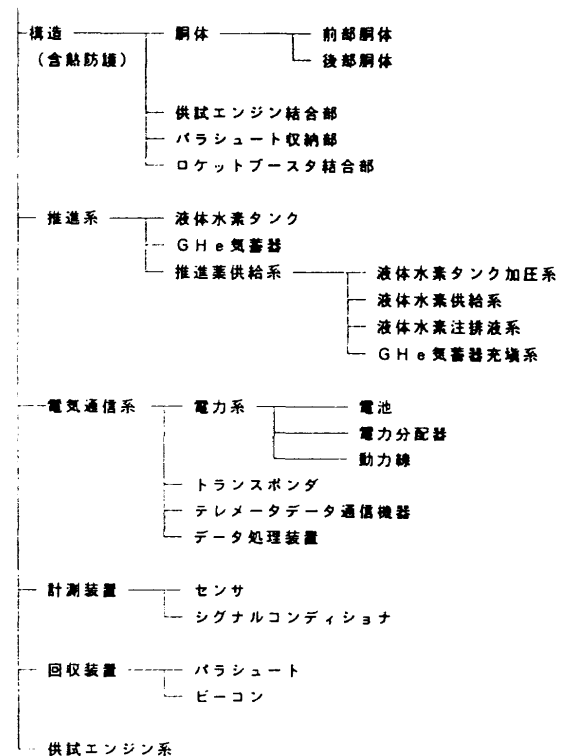 構造 胴体 前部胴体
(含熱防護) 後部胴体
供試エンジン結合部
パラシュート収納部
ロケットブースタ結合部
推進系 液体水素タンク
GHe気蓄器
推進薬供給系 液体水素タンク加圧系
液体水素供給系
液体水素注排液系
GHe気蓄器充塡系
電気通信系 電力系 電池
電力分配器
動力線
トランスポンダ
テレメータデータ通信機器
データ処理装置
計測装置 センサ
シグナルコンディショナ
回収装置 パラシュート
ビーコン
供試エンジン系